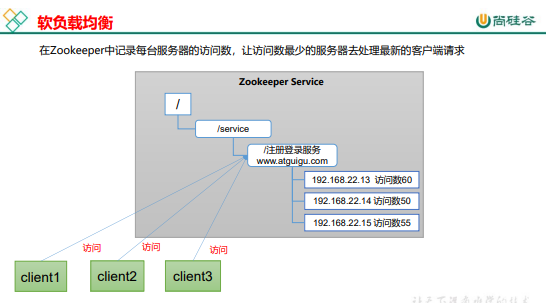 软负载均衡
尚硅谷
在Zookeeper中记录每台服务器的访问数，让访问数最少的服务器去处理最新的客户端请求
Zookeeper Service
/
/service
/注册登录服务
www.atguigu.com
192.168.22.13 访问数60
192.168.22.14 访问数50
192.168.22.15 访问数55
访问
访问
访问
client1
client2
client3